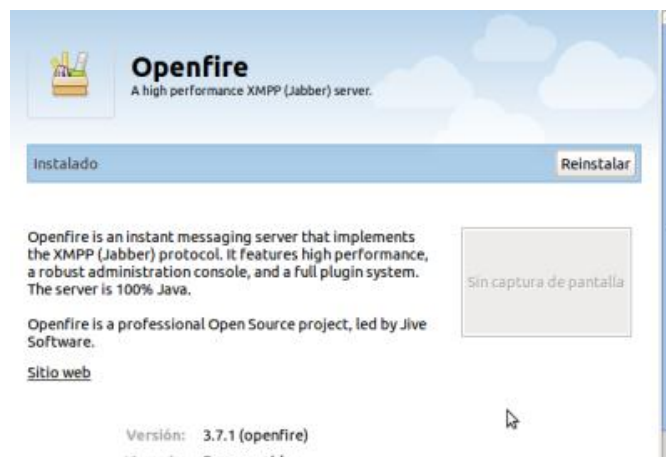 Openfire
A high performance XMPP (Jabber) server.
Instalado
Reinstalar
Openfire is an instant messaging server that implements
the XMPP (Jabber) protocol. It features high performance,
a robust administration console, and a full plugin system.
The server is 100% Java.
Sin captura de pantalla
Openfire is a professional Open Source project, led by Jive
Software.
Sitio web
Versión: 3.7.1 (openfire)